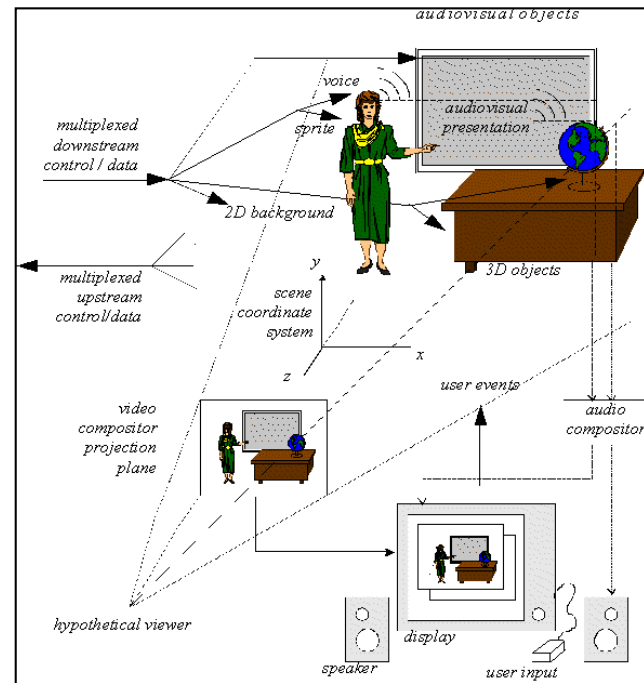 audiovisual objects
voice
sprite
audiovisual
presentation
multiplexed
downstream
control / data
2D background
3D objects
multiplexed
upstream
control/data
y
scene
coordinate
system
x
z
user events
audio
compositor
video
compositor
projection
plane
hypothetical viewer
display
speaker
user input